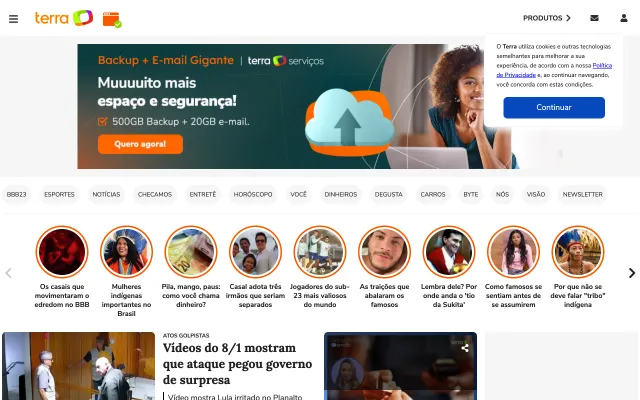 terra
PRODUTOS
Backup + E-mail Gigante | terra serviços
Muuuuito mais
espaço e segurança!
500GB Backup + 20GB e-mail.
Quero agora!
O Terra utiliza cookies e outras tecnologias
semelhantes para melhorar a sua
experiência, de acordo com a nossa Política
de Privacidade e, ao continuar navegando,
você concorda com estas condições.
Continuar
BBB23 ESPORTES NOTÍCIAS CHECAMOS ENTRETÊ HORÓSCOPO VOCÊ DINHEIROS DEGUSTA CARROS BYTE NÓS VISÃO NEWSLETTER
Os casais que
movimentaram o
edredom no BBB
Mulheres
indígenas
importantes no
Brasil
Pila, mango, paus:
como você chama
dinheiro?
Casal adota três
irmãos que seriam
separados
Jogadores do sub-
23 mais valiosos
do mundo
As traições que
abalaram os
famosos
Lembra dele? Por
onde anda o 'tio
da Sukita'
Como famosos se
sentiam antes de
se assumirem
Por que não se
deve falar "tribo"
indígena
ATOS GOLPISTAS
Vídeos do 8/1 mostram
que ataque pegou governo
de surpresa
Vídeo mostra Lula irritado no Planalto